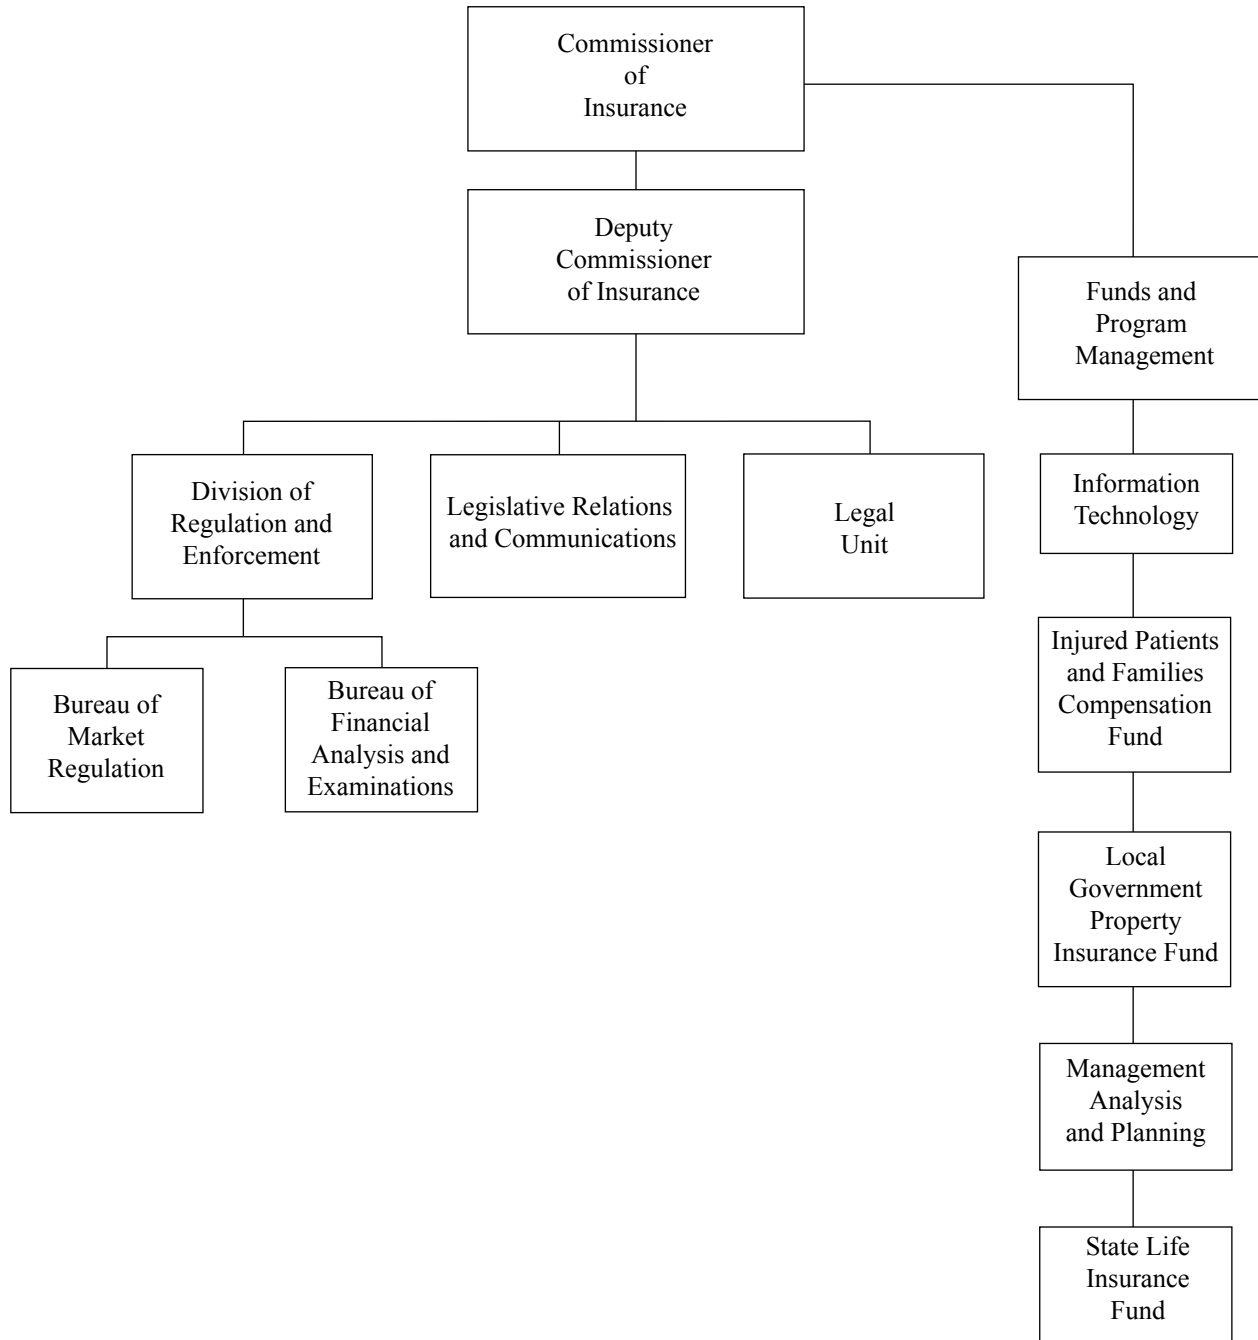 Commissioner
of
Insurance
Deputy
Commissioner
of Insurance
Funds and
Program
Management
Division of
Regulation and
Enforcement
Legislative Relations
and Communications
Legal
Unit
Information
Technology
Bureau of
Market
Regulation
Bureau of
Financial
Analysis and
Examinations
Injured Patients
and Families
Compensation
Fund
Local
Government
Property
Insurance Fund
Management
Analysis
and Planning
State Life
Insurance
Fund